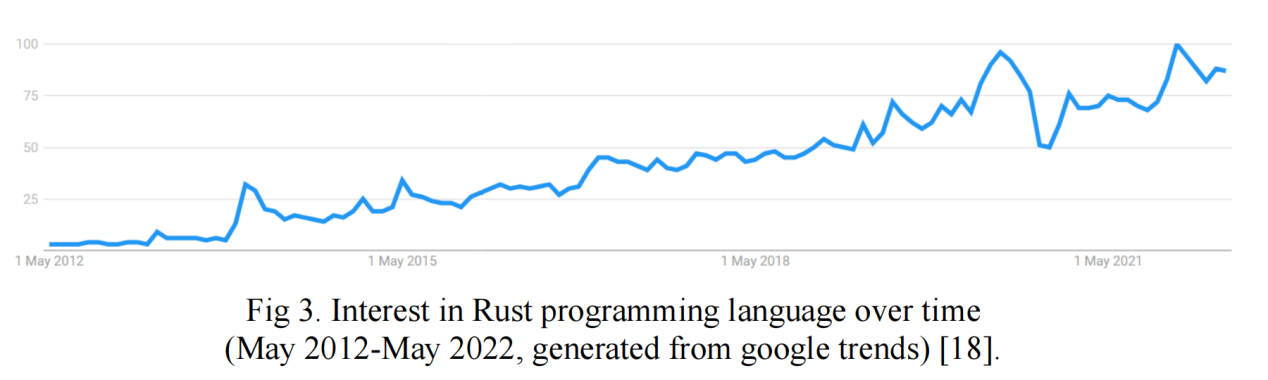 100
75
50
25
1 May 2012 1 May 2015 1 May 2018 1 May 2021
Fig 3. Interest in Rust programming language over time
(May 2012-May 2022, generated from google trends) [18].